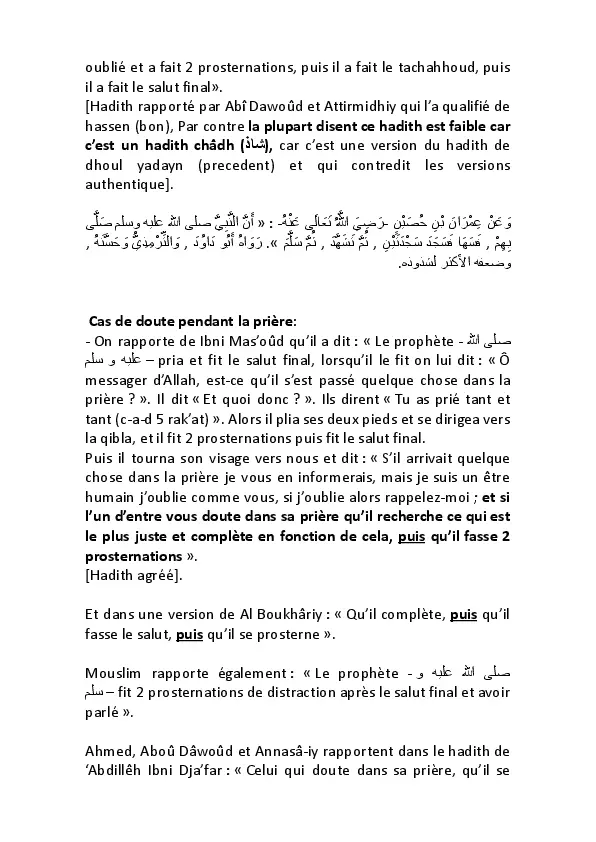 oublié et a fait 2 prosternations, puis il a fait le tachahhoud, puis
il a fait le salut final».
[Hadith rapporté par Abî Dawoûd et Attirmidhiy qui l’a qualifié de
hassen (bon), Par contre la plupart disent ce hadith est faible car
c’est un hadith châdh (شاذ), car c’est une version du hadith de
dhoul yadayn (precedent) et qui contredit les versions
authentique].
وَعَنْ عِمْرَانَ بْنِ حُصَيْنٍ -رَضِيَ اللَّهُ تَعَالَى عَنْهُ- : « أَنَّ النَّبِيَّ صلى الله عليه وسلم صَلَّى
بِهِمْ , فَسَهَا فَسَجَدَ سَجْدَتَيْنِ , ثُمَّ تَشَهَّدَ , ثُمَّ سَلَّمَ ». رَوَاهُ أَبُو دَاوُد , وَالتِّرْمِذِيُّ وَحَسَّنَهُ ,
وضعفه الأكثر لشذوذه.
Cas de doute pendant la prière:
- On rapporte de Ibni Mas’oûd qu’il a dit : « Le prophète - صلى الله
عليه و سلم – pria et fit le salut final, lorsqu’il le fit on lui dit : « Ô
messager d’Allah, est-ce qu’il s’est passé quelque chose dans la
prière ? ». Il dit « Et quoi donc ? ». Ils dirent « Tu as prié tant et
tant (c-a-d 5 rak’at) ». Alors il plia ses deux pieds et se dirigea vers
la qibla, et il fit 2 prosternations puis fit le salut final.
Puis il tourna son visage vers nous et dit : « S’il arrivait quelque
chose dans la prière je vous en informerais, mais je suis un être
humain j’oublie comme vous, si j’oublie alors rappelez-moi ; et si
l’un d’entre vous doute dans sa prière qu’il recherche ce qui est
le plus juste et complète en fonction de cela, puis qu’il fasse 2
prosternations ».
[Hadith agréé].
Et dans une version de Al Boukhâriy : « Qu’il complète, puis qu’il
fasse le salut, puis qu’il se prosterne ».
Mouslim rapporte également : « Le prophète - صلى الله عليه و
سلم – fit 2 prosternations de distraction après le salut final et avoir
parlé ».
Ahmed, Aboû Dâwoûd et Annasâ-iy rapportent dans le hadith de
‘Abdillêh Ibni Dja’far : « Celui qui doute dans sa prière, qu’il se